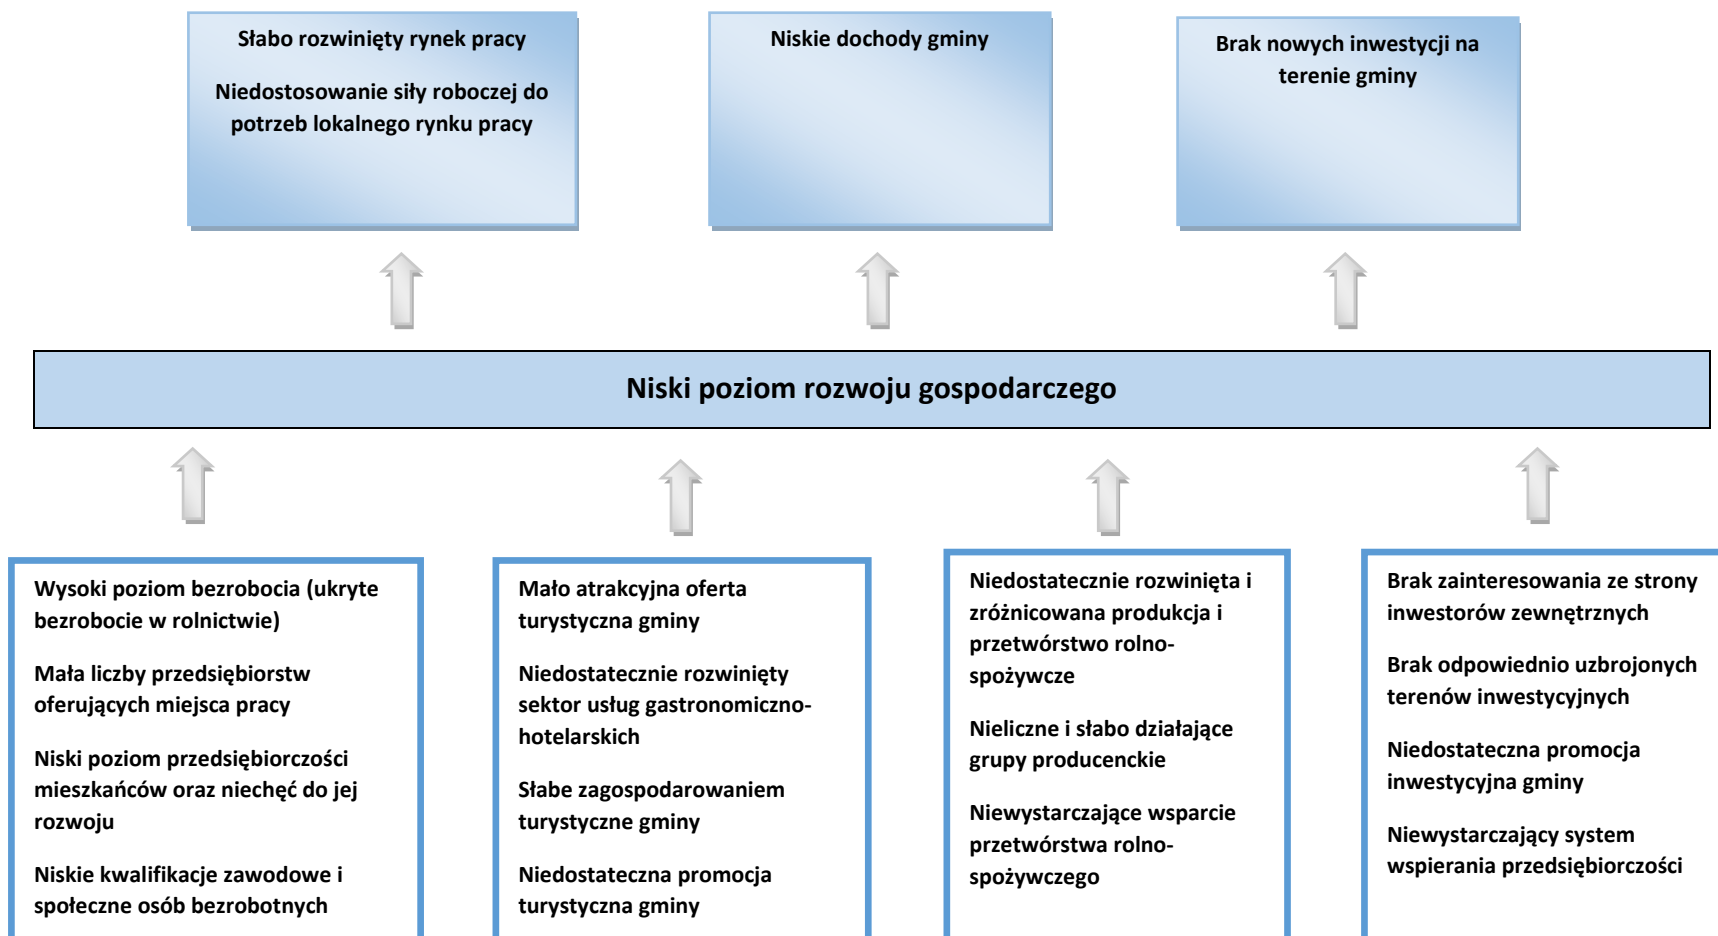 Słabo rozwinięty rynek pracy
Niedostosowanie siły roboczej do
potrzeb lokalnego rynku pracy
Niskie dochody gminy
Brak nowych inwestycji na
terenie gminy
Niski poziom rozwoju gospodarczego
Wysoki poziom bezrobocia (ukryte
bezrobocie w rolnictwie)
Mała liczby przedsiębiorstw
oferujących miejsca pracy
Niski poziom przedsiębiorczości
mieszkańców oraz niechęć do jej
rozwoju
Niskie kwalifikacje zawodowe i
społeczne osób bezrobotnych
Mało atrakcyjna oferta
turystyczna gminy
Niedostatecznie rozwinięty
sektor usług gastronomiczno-
hotelarskich
Słabe zagospodarowaniem
turystyczne gminy
Niedostateczna promocja
turystyczna gminy
Niedostatecznie rozwinięta i
zróżnicowana produkcja i
przetwórstwo rolno-
spożywcze
Nieliczne i słabo działające
grupy producenckie
Niewystarczające wsparcie
przetwórstwa rolno-
spożywczego
Brak zainteresowania ze strony
inwestorów zewnętrznych
Brak odpowiednio uzbrojonych
terenów inwestycyjnych
Niedostateczna promocja
inwestycyjna gminy
Niewystarczający system
wspierania przedsiębiorczości